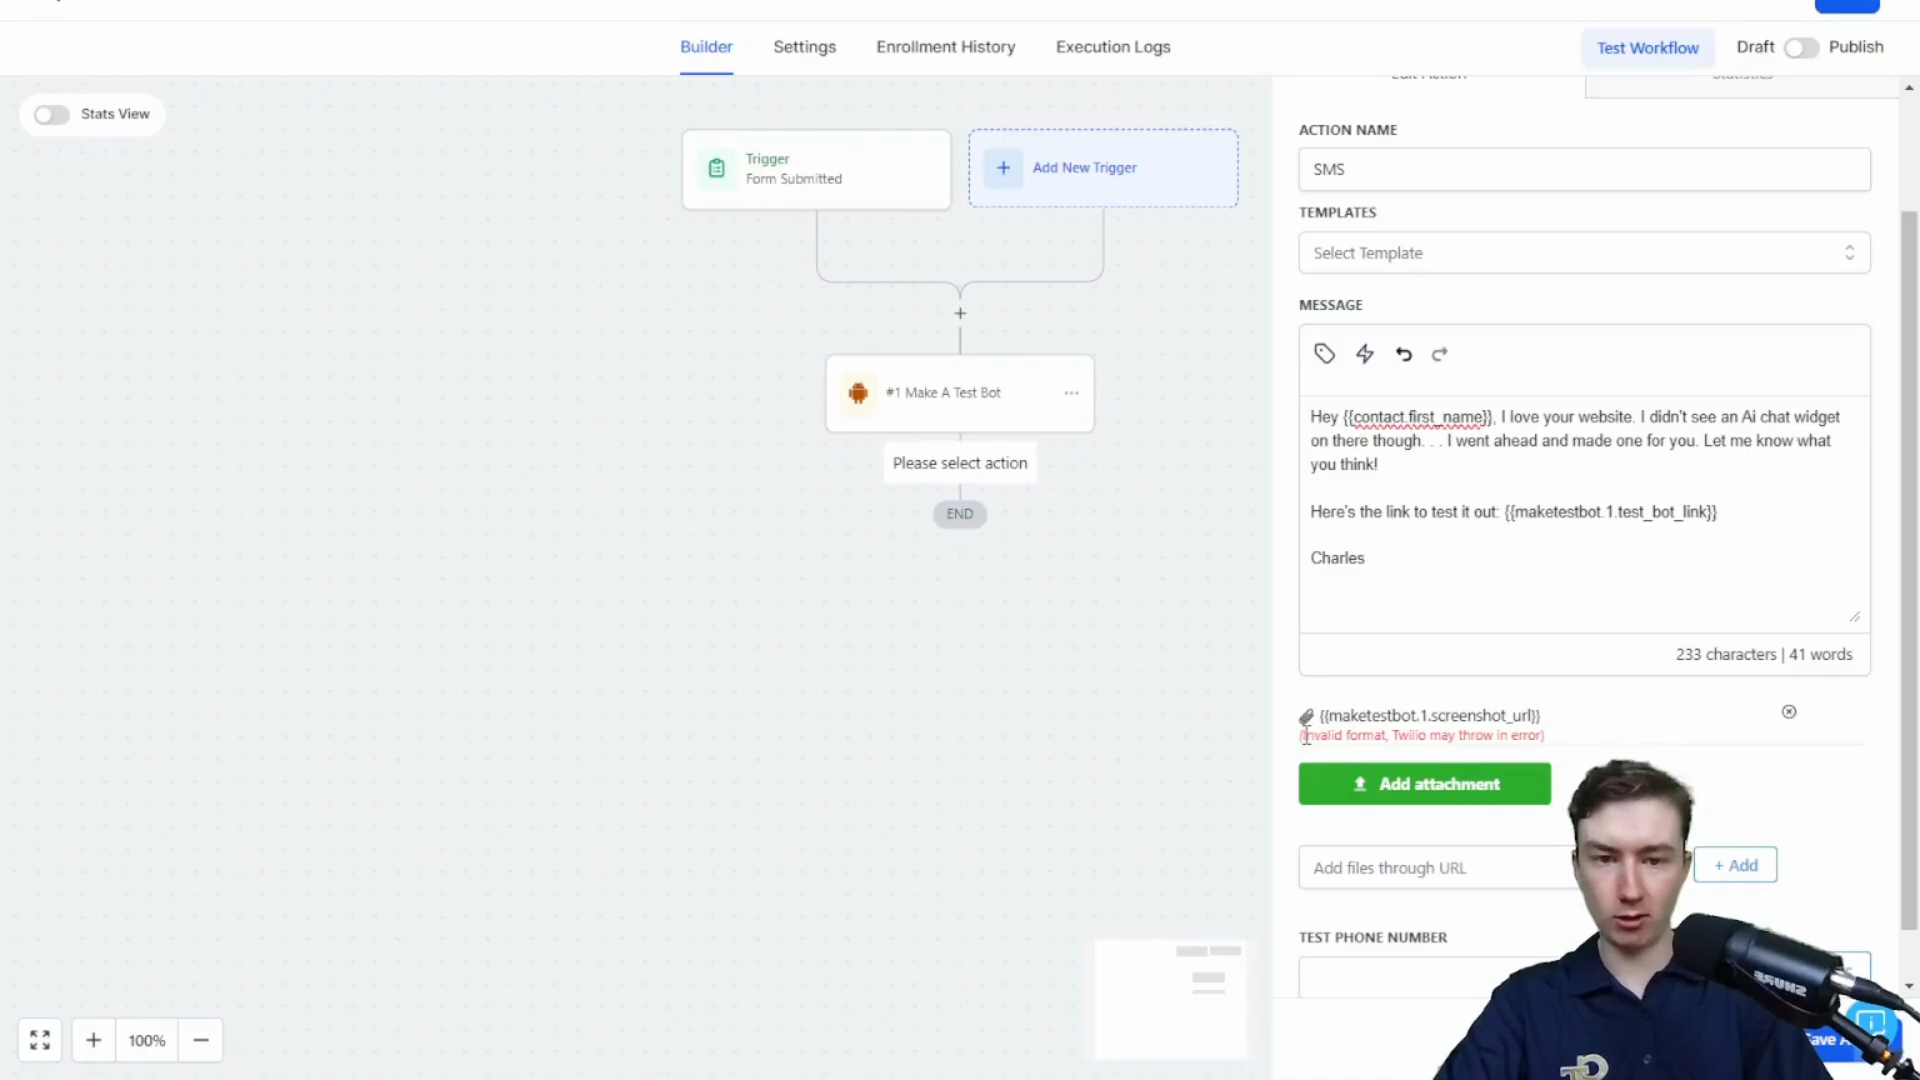 Builder
Settings
Enrollment History
Execution Logs
Test Workflow
Draft
Publish
Stats View
Edit Action
Statistics
Trigger
Form Submitted
Add New Trigger
#1 Make A Test Bot
Please select action
END
ACTION NAME
SMS
TEMPLATES
Select Template
MESSAGE
Hey {{contact.first_name}}, I love your website. I didn't see an Ai chat widget
on there though. . . I went ahead and made one for you. Let me know what
you think!
Here's the link to test it out: {{maketestbot.1.test_bot_link}}
Charles
233 characters | 41 words
{{maketestbot.1.screenshot_url}}
(Invalid format, Twilio may throw in error)
Add attachment
Add files through URL
+ Add
TEST PHONE NUMBER
100%
SHURE